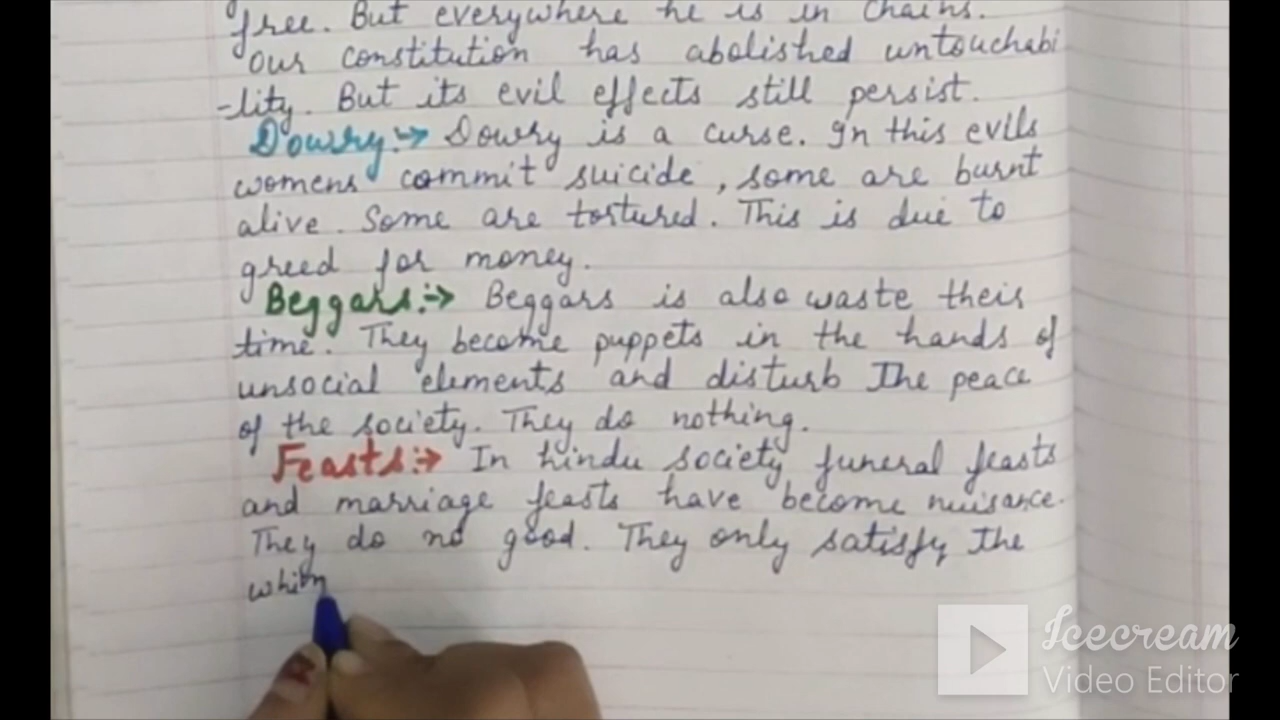 free. But everywhere he is in chains.
Our constitution has abolished untouchabi
-lity. But its evil effects still persist.
Dowry:→ Dowry is a curse. In this evils
womens commit suicide, some are burnt
alive. Some are tortured. This is due to
greed for money.
Beggars:→ Beggars is also waste their
time. They become puppets in the hands of
unsocial elements and disturb The peace
of the society. They do nothing.
Feasts:→ In hindu society funeral feasts
and marriage feasts have become nuisance.
They do no good. They only satisfy The
whim
Icecream
Video Editor